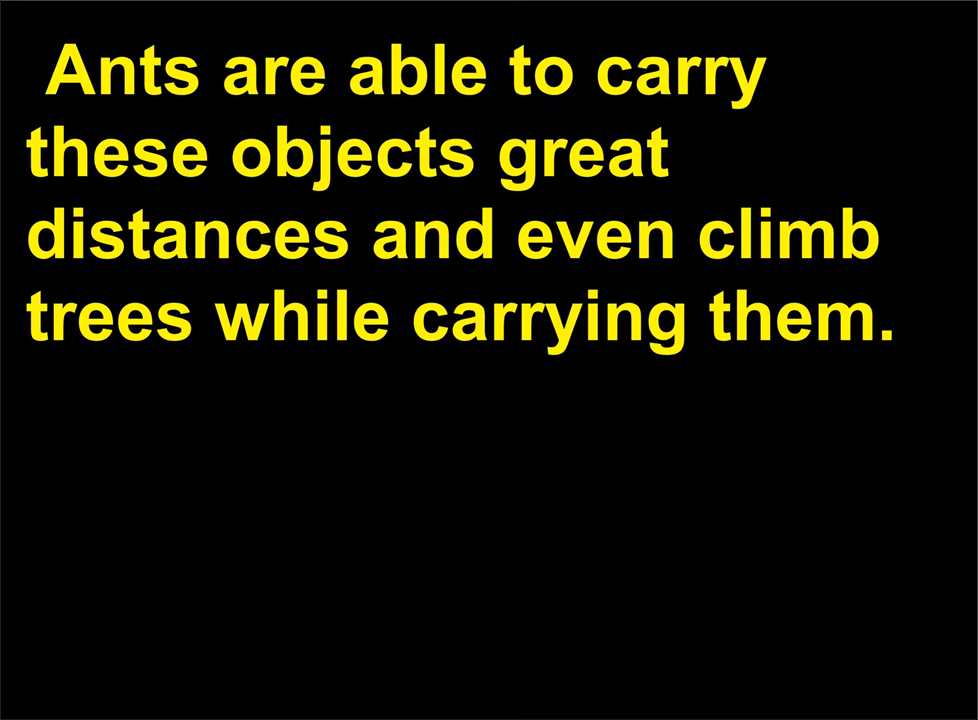 Ants are able to carry
these objects great
distances and even climb
trees while carrying them.